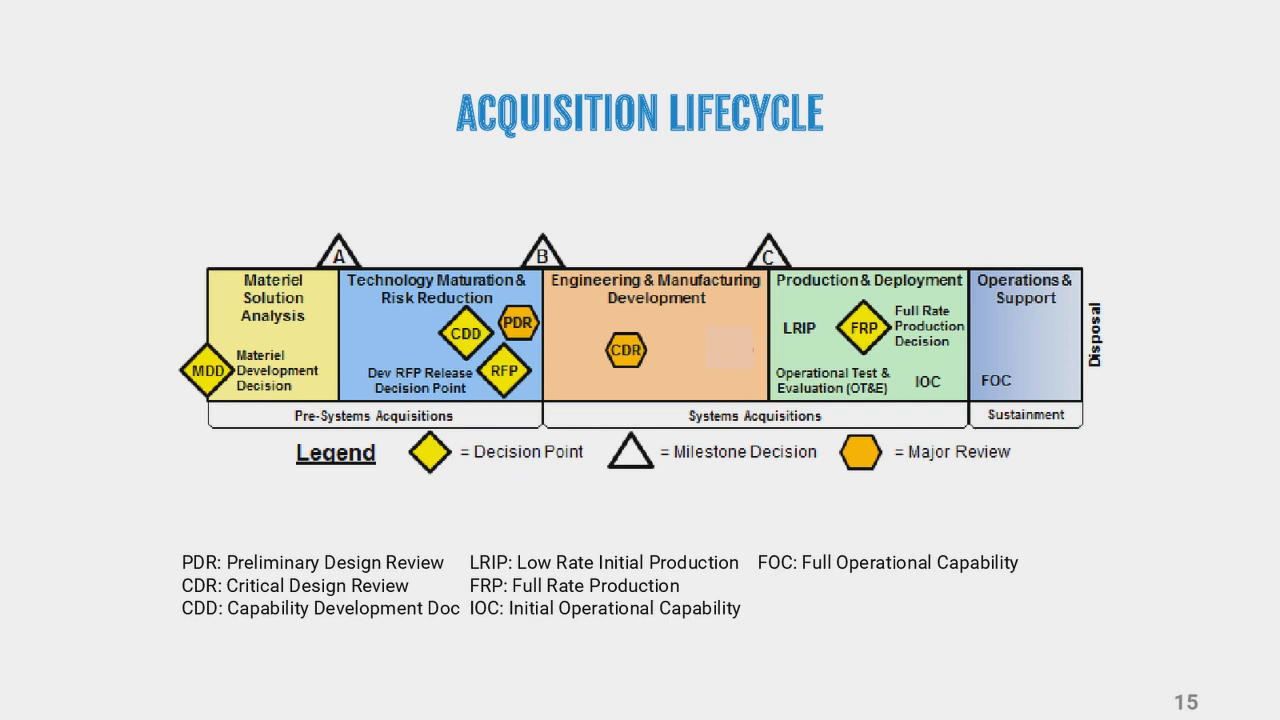 ACQUISITION LIFECYCLE
A
B
C
Materiel
Solution
Analysis
MDD
Materiel
Development
Decision
Technology Maturation &
Risk Reduction
CDD
PDR
Dev RFP Release
Decision Point
RFP
Engineering & Manufacturing
Development
CDR
Production & Deployment
LRIP
FRP
Full Rate
Production
Decision
Operational Test &
Evaluation (OT&E)
IOC
Operations &
Support
FOC
Disposal
Pre-Systems Acquisitions
Systems Acquisitions
Sustainment
Legend
= Decision Point
= Milestone Decision
= Major Review
PDR: Preliminary Design Review
CDR: Critical Design Review
CDD: Capability Development Doc
LRIP: Low Rate Initial Production
FRP: Full Rate Production
IOC: Initial Operational Capability
FOC: Full Operational Capability
15